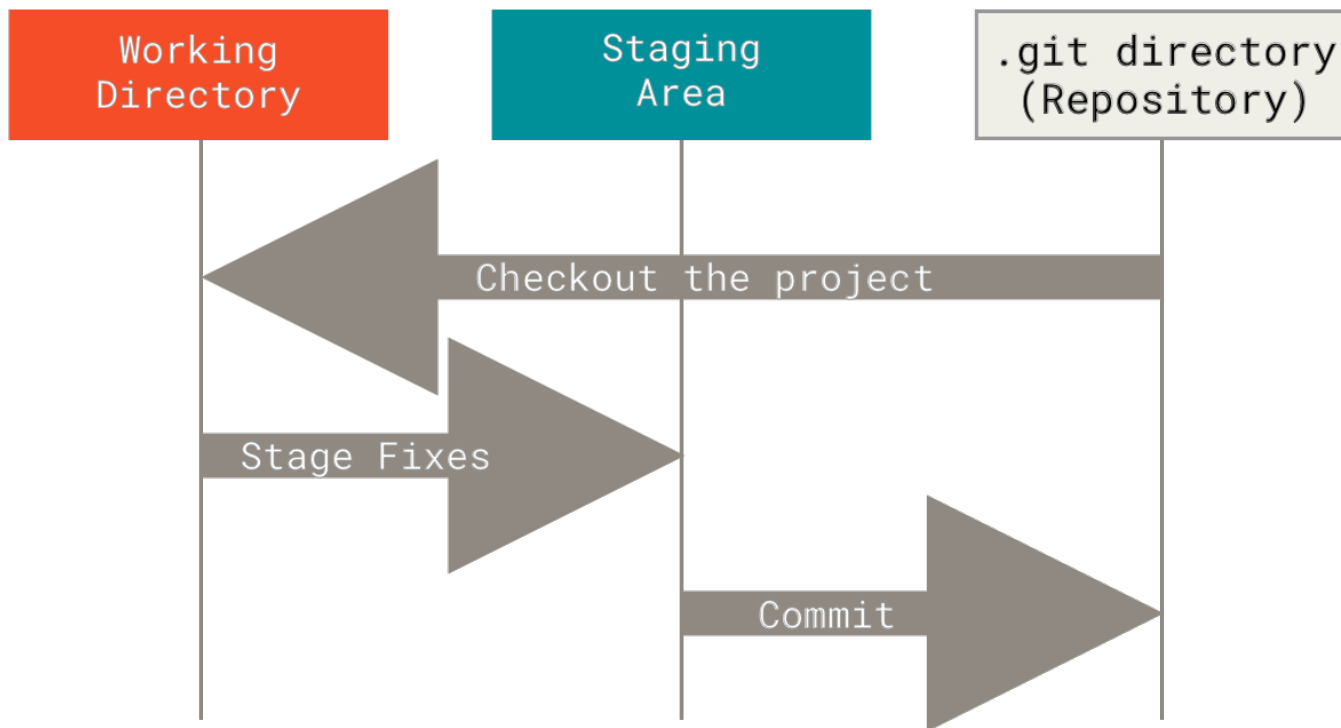 Working
Directory
Staging
Area
.git directory
(Repository)
Checkout the project
Stage Fixes
Commit